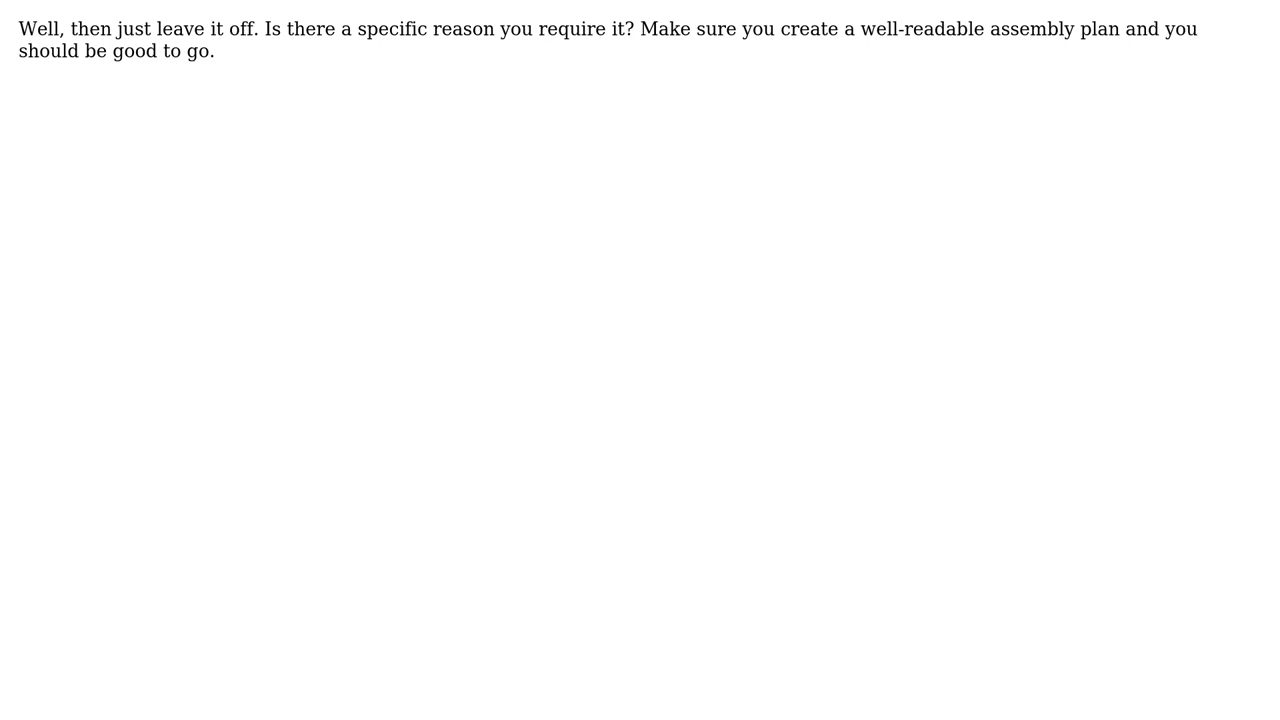 Well, then just leave it off. Is there a specific reason you require it? Make sure you create a well-readable assembly plan and you
should be good to go.